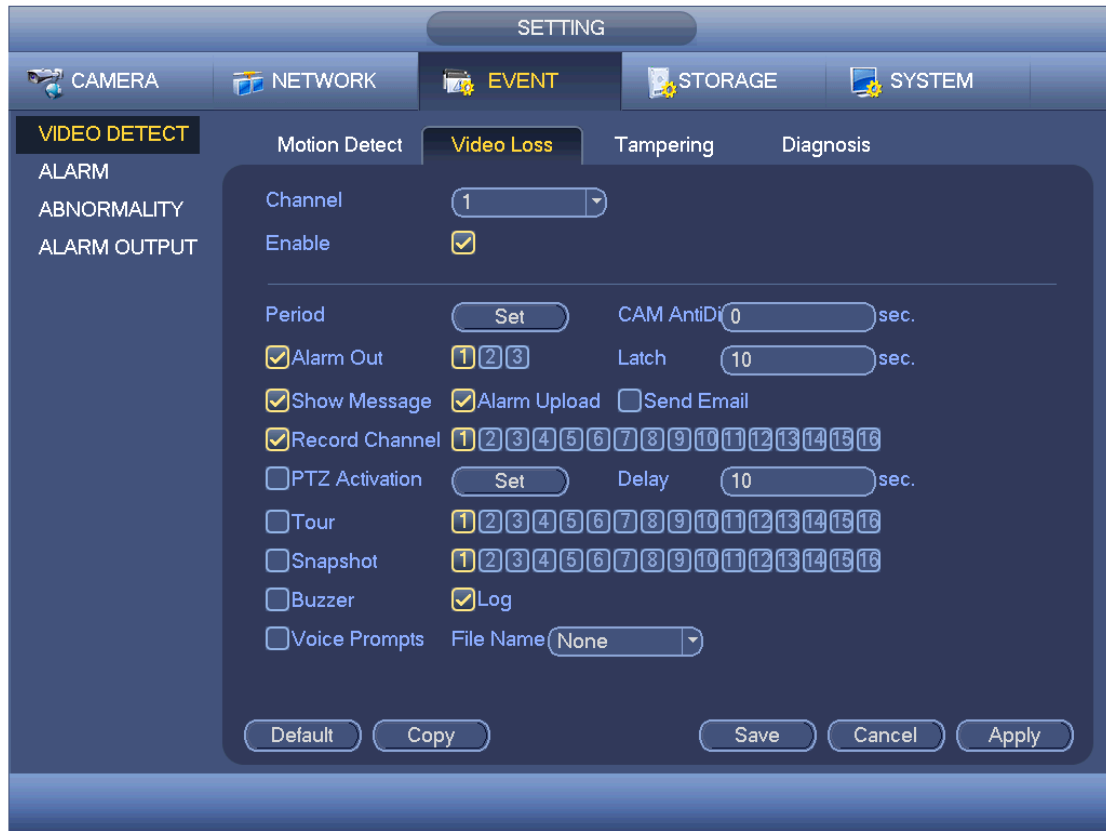 SETTING
CAMERA NETWORK EVENT STORAGE SYSTEM
VIDEO DETECT
ALARM
ABNORMALITY
ALARM OUTPUT
Motion Detect Video Loss Tampering Diagnosis
Channel 1
Enable
Period Set CAM AntiDi 0 sec.
Alarm Out 1 2 3 Latch 10 sec.
Show Message Alarm Upload Send Email
Record Channel 1 2 3 4 5 6 7 8 9 10 11 12 13 14 15 16
PTZ Activation Set Delay 10 sec.
Tour 1 2 3 4 5 6 7 8 9 10 11 12 13 14 15 16
Snapshot 1 2 3 4 5 6 7 8 9 10 11 12 13 14 15 16
Buzzer Log
Voice Prompts File Name None
Default Copy Save Cancel Apply